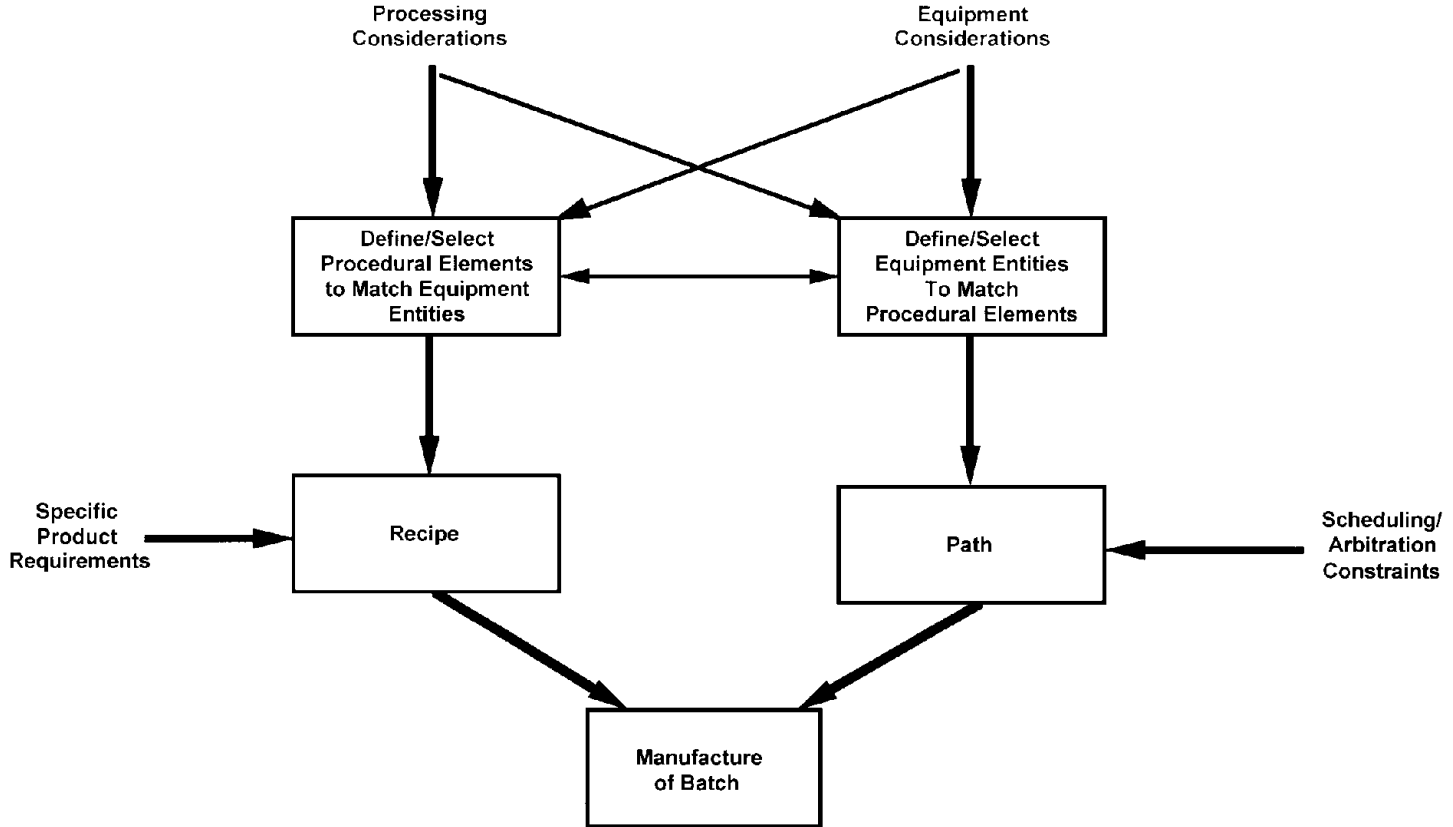 Processing
Considerations
Equipment
Considerations
Define/Select
Procedural Elements
to Match Equipment
Entities
Define/Select
Equipment Entities
To Match
Procedural Elements
Specific
Product
Requirements
Recipe
Path
Scheduling/
Arbitration
Constraints
Manufacture
of Batch